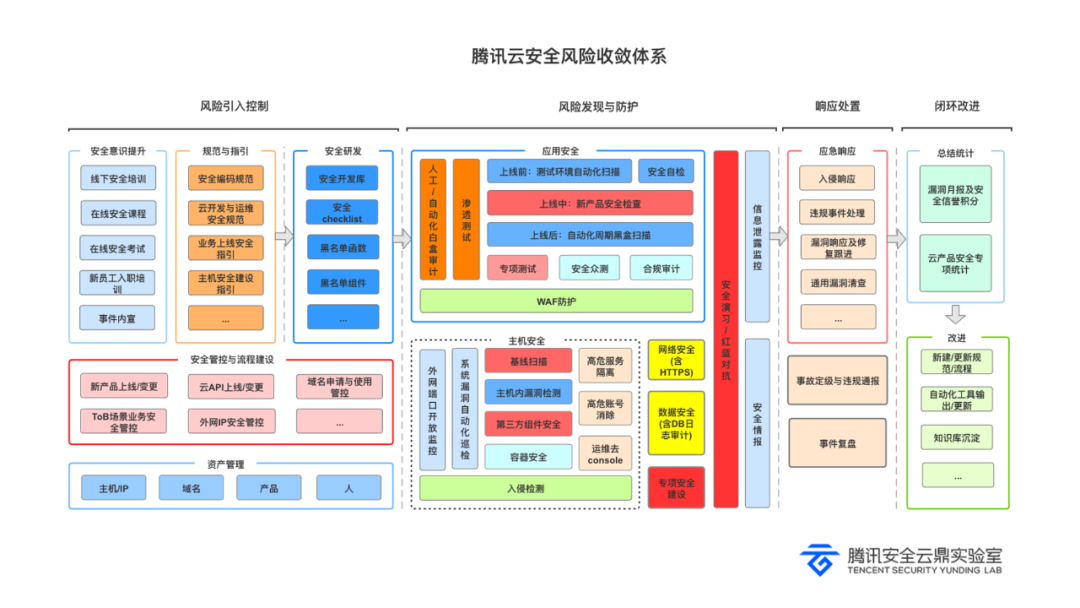 腾讯云安全风险收敛体系
风险引入控制
风险发现与防护
响应处置
闭环改进
安全意识提升
线下安全培训
在线安全课程
在线安全考试
新员工入职培
训
事件内宣
规范与指引
安全编码规范
云开发与运维
安全规范
业务上线安全
指引
主机安全建设
指引
...
安全研发
安全开发库
安全
checklist
黑名单函数
黑名单组件
...
安全管控与流程建设
新产品上线/变更
云API上线/变更
域名申请与使用
管控
ToB场景业务安
全管控
外网IP安全管控
...
资产管理
主机/IP
域名
产品
人
应用安全
人工/自动化白盒审计
渗透测试
上线前：测试环境自动化扫描
安全自检
上线中：新产品安全检查
上线后：自动化周期黑盒扫描
专项测试
安全众测
合规审计
WAF防护
主机安全
外网端口开放监控
系统漏洞自动化巡检
基线扫描
主机内漏洞检测
第三方组件安全
容器安全
高危服务
隔离
高危账号
消除
运维去
console
入侵检测
网络安全
(含
HTTPS)
数据安全
(含DB日
志审计)
专项安全
建设
安全演习/红蓝对抗
信息泄露监控
安全情报
应急响应
入侵响应
违规事件处理
漏洞响应及修
复跟进
通用漏洞清查
...
事故定级与违规通报
事件复盘
总结统计
漏洞月报及安
全信誉积分
云产品安全专
项统计
改进
新建/更新规
范/流程
自动化工具输
出/更新
知识库沉淀
...
腾讯安全云鼎实验室
TENCENT SECURITY YUNDING LAB